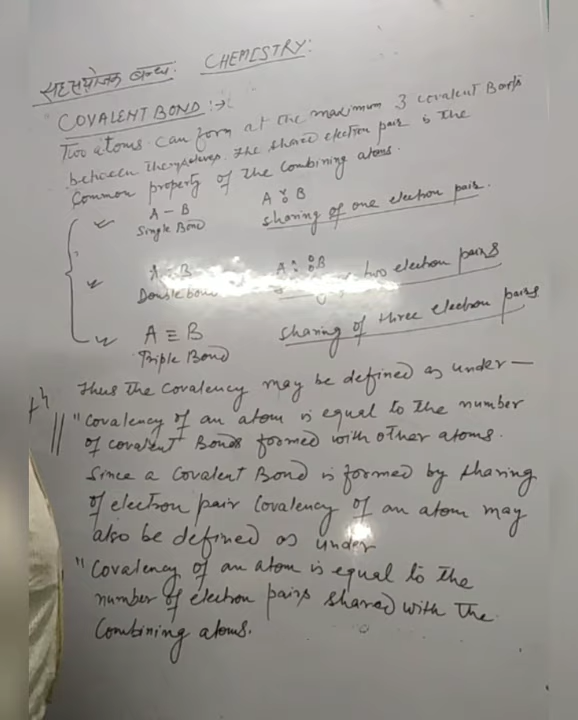 सहसंयोजक बन्ध. CHEMISTRY:
COVALENT BOND :→
Two atoms can form at the maximum 3 covalent Bonds
between themselves. The shared electron pair is the
Common property of the Combining atoms.
A – B A B
Single Bond sharing of one electron pair.
A B A B
Double bond two electron pairs
A ≡ B sharing of three electron pairs
Triple Bond
Thus the covalency may be defined as under —
"Covalency of an atom is equal to the number
of covalent Bonds formed with other atoms.
Since a Covalent Bond is formed by sharing
of electron pair Covalency of an atom may
also be defined as under
"Covalency of an atom is equal to the
number of electron pairs shared with the
Combining atoms.